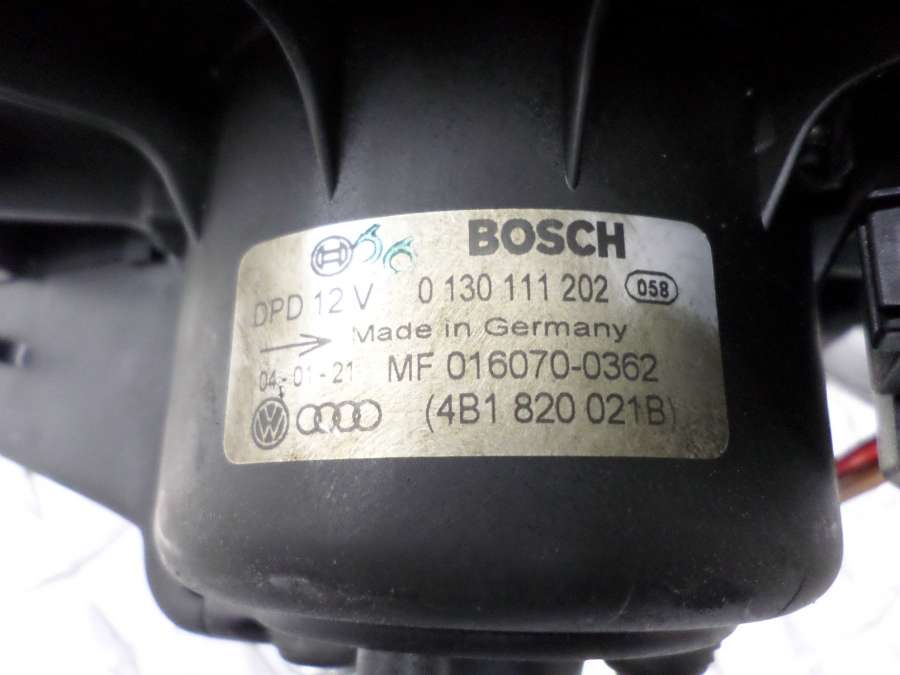 BOSCH
DPD 12 V 0 130 111 202 058
Made in Germany
04-01-21 MF 016070-0362
(4B1 820 021B)